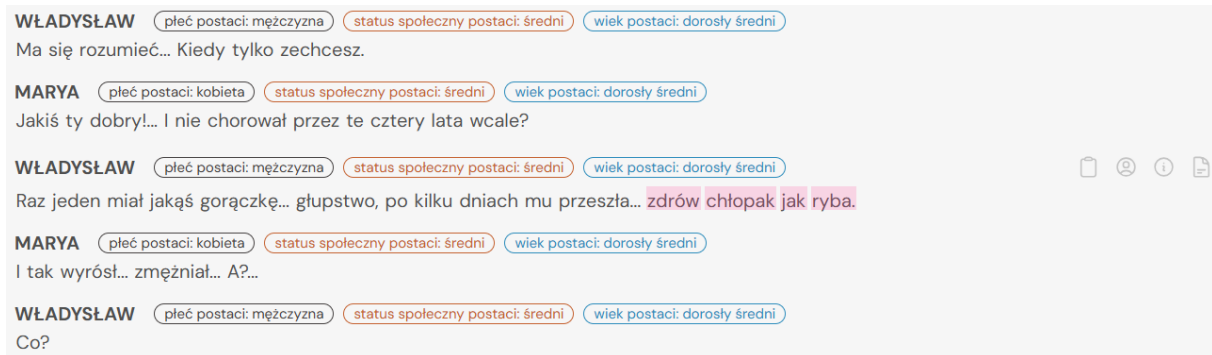 WŁADYSŁAW płeć postaci: mężczyzna status społeczny postaci: średni wiek postaci: dorosły średni
Ma się rozumieć... Kiedy tylko zechcesz.
MARYA płeć postaci: kobieta status społeczny postaci: średni wiek postaci: dorosły średni
Jakiś ty dobry!... I nie chorował przez te cztery lata wcale?
WŁADYSŁAW płeć postaci: mężczyzna status społeczny postaci: średni wiek postaci: dorosły średni
Raz jeden miał jakąś gorączkę... głupstwo, po kilku dniach mu przeszła... zdrów chłopak jak ryba.
MARYA płeć postaci: kobieta status społeczny postaci: średni wiek postaci: dorosły średni
I tak wyrósł... zmężniał... A?...
WŁADYSŁAW płeć postaci: mężczyzna status społeczny postaci: średni wiek postaci: dorosły średni
Co?